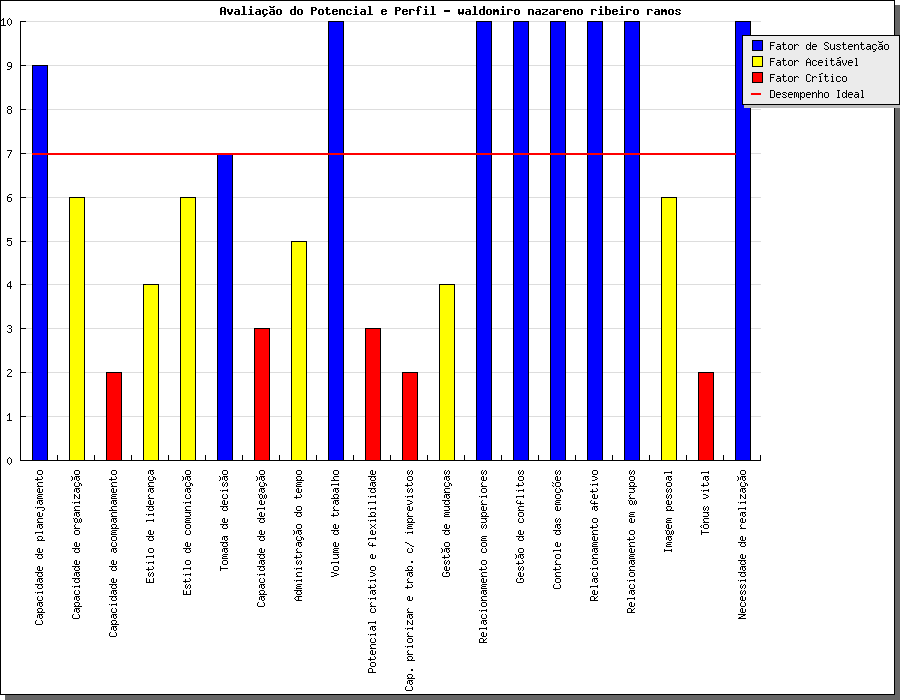 Avaliação do Potencial e Perfil - waldomiro nazareno ribeiro ramos
Fator de Sustentação
Fator Aceitável
Fator Crítico
Desempenho Ideal
10
9
8
7
6
5
4
3
2
1
0
Capacidade de planejamento
Capacidade de organização
Capacidade de acompanhamento
Estilo de liderança
Estilo de comunicação
Tomada de decisão
Capacidade de delegação
Administração do tempo
Volume de trabalho
Potencial criativo e flexibilidade
Cap. priorizar e trab. c/ imprevistos
Gestão de mudanças
Relacionamento com superiores
Gestão de conflitos
Controle das emoções
Relacionamento afetivo
Relacionamento em grupos
Imagem pessoal
Tônus vital
Necessidade de realização